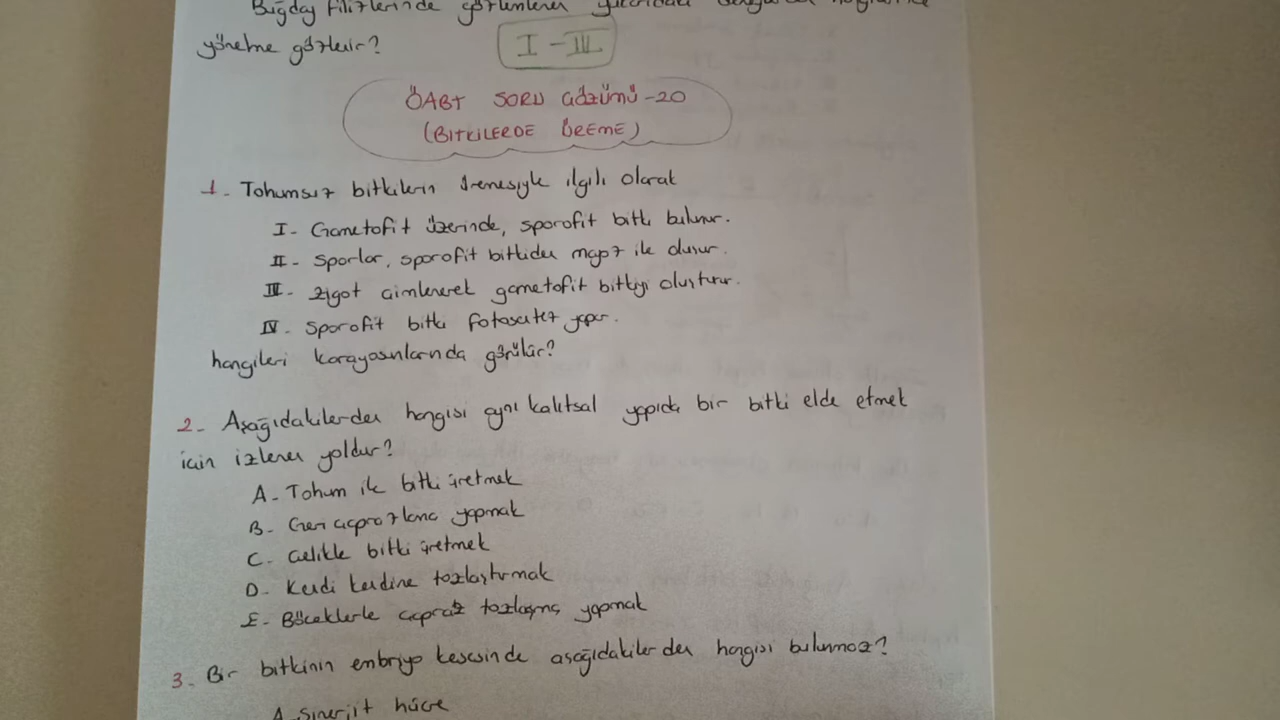 Buğday filizlerinde gözlemlenen
yönelme gözlenir?
I - III
ÖABT SORU ÇÖZÜMÜ-20
(BİTKİLERDE ÜREME)
1- Tohumsuz bitkilerin üremesiyle ilgili olarak
I- Gametofit üzerinde, sporofit bitki bulunur.
II- Sporlar, sporofit bitkiden mayoz ile oluşur.
III- Zigot çimlenerek gametofit bitkiyi oluşturur.
IV- Sporofit bitki fotosentez yapar.
hangileri karayosunlarında görülür?
2- Aşağıdakilerden hangisi aynı kalıtsal yapıda bir bitki elde etmek
için izlenen yoldur?
A- Tohum ile bitki üretmek
B- Geri çaprazlama yapmak
C- Çelikle bitki üretmek
D- Kendi kendine tozlaştırmak
E- Böceklerle çapraz tozlaşma yapmak
3- Bir bitkinin embriyo kesesinde aşağıdakilerden hangisi bulunmaz?
A- Sinerjit hücre